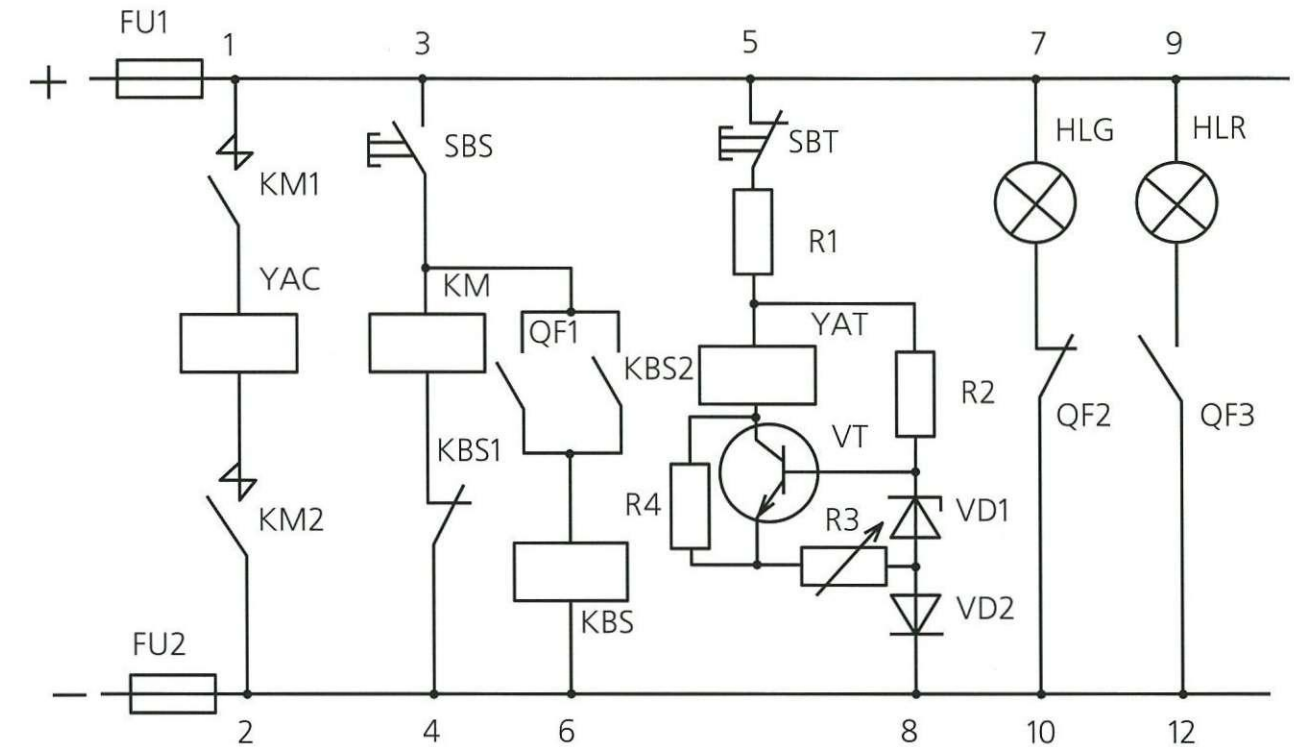 FU1
1
3
5
7
9
+
SBS
SBT
HLG
HLR
KM1
R1
YAC
KM
YAT
QF1
KBS2
R2
QF2
QF3
VT
KBS1
R4
R3
VD1
KM2
VD2
KBS
FU2
—
2
4
6
8
10
12